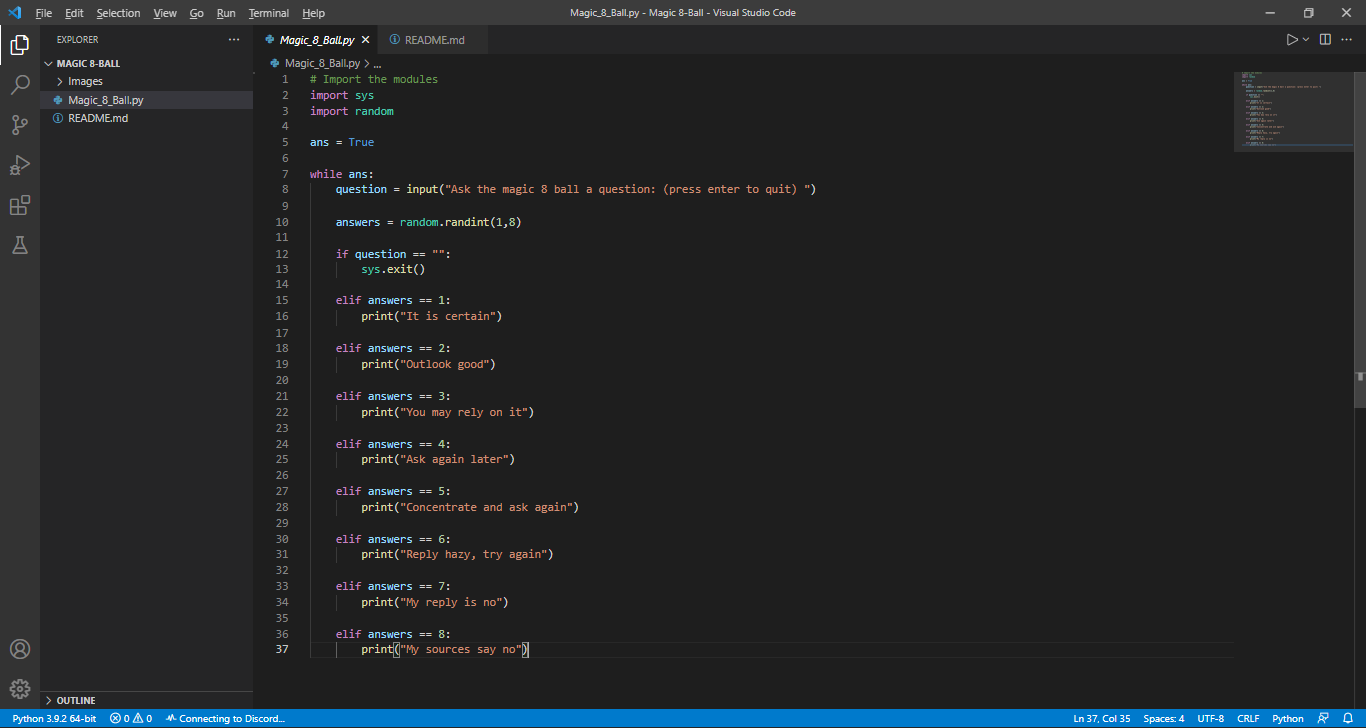 File Edit Selection View Go Run Terminal Help
Magic_8_Ball.py - Magic 8-Ball - Visual Studio Code
EXPLORER
MAGIC 8-BALL
Images
Magic_8_Ball.py
README.md
OUTLINE
Magic_8_Ball.py README.md
Magic_8_Ball.py > ...
1 # Import the modules
2 import sys
3 import random
4
5 ans = True
6
7 while ans:
8 question = input("Ask the magic 8 ball a question: (press enter to quit) ")
9
10 answers = random.randint(1,8)
11
12 if question == "":
13 sys.exit()
14
15 elif answers == 1:
16 print("It is certain")
17
18 elif answers == 2:
19 print("Outlook good")
20
21 elif answers == 3:
22 print("You may rely on it")
23
24 elif answers == 4:
25 print("Ask again later")
26
27 elif answers == 5:
28 print("Concentrate and ask again")
29
30 elif answers == 6:
31 print("Reply hazy, try again")
32
33 elif answers == 7:
34 print("My reply is no")
35
36 elif answers == 8:
37 print("My sources say no")
Python 3.9.2 64-bit 0 0 Connecting to Discord... Ln 37, Col 35 Spaces: 4 UTF-8 CRLF Python